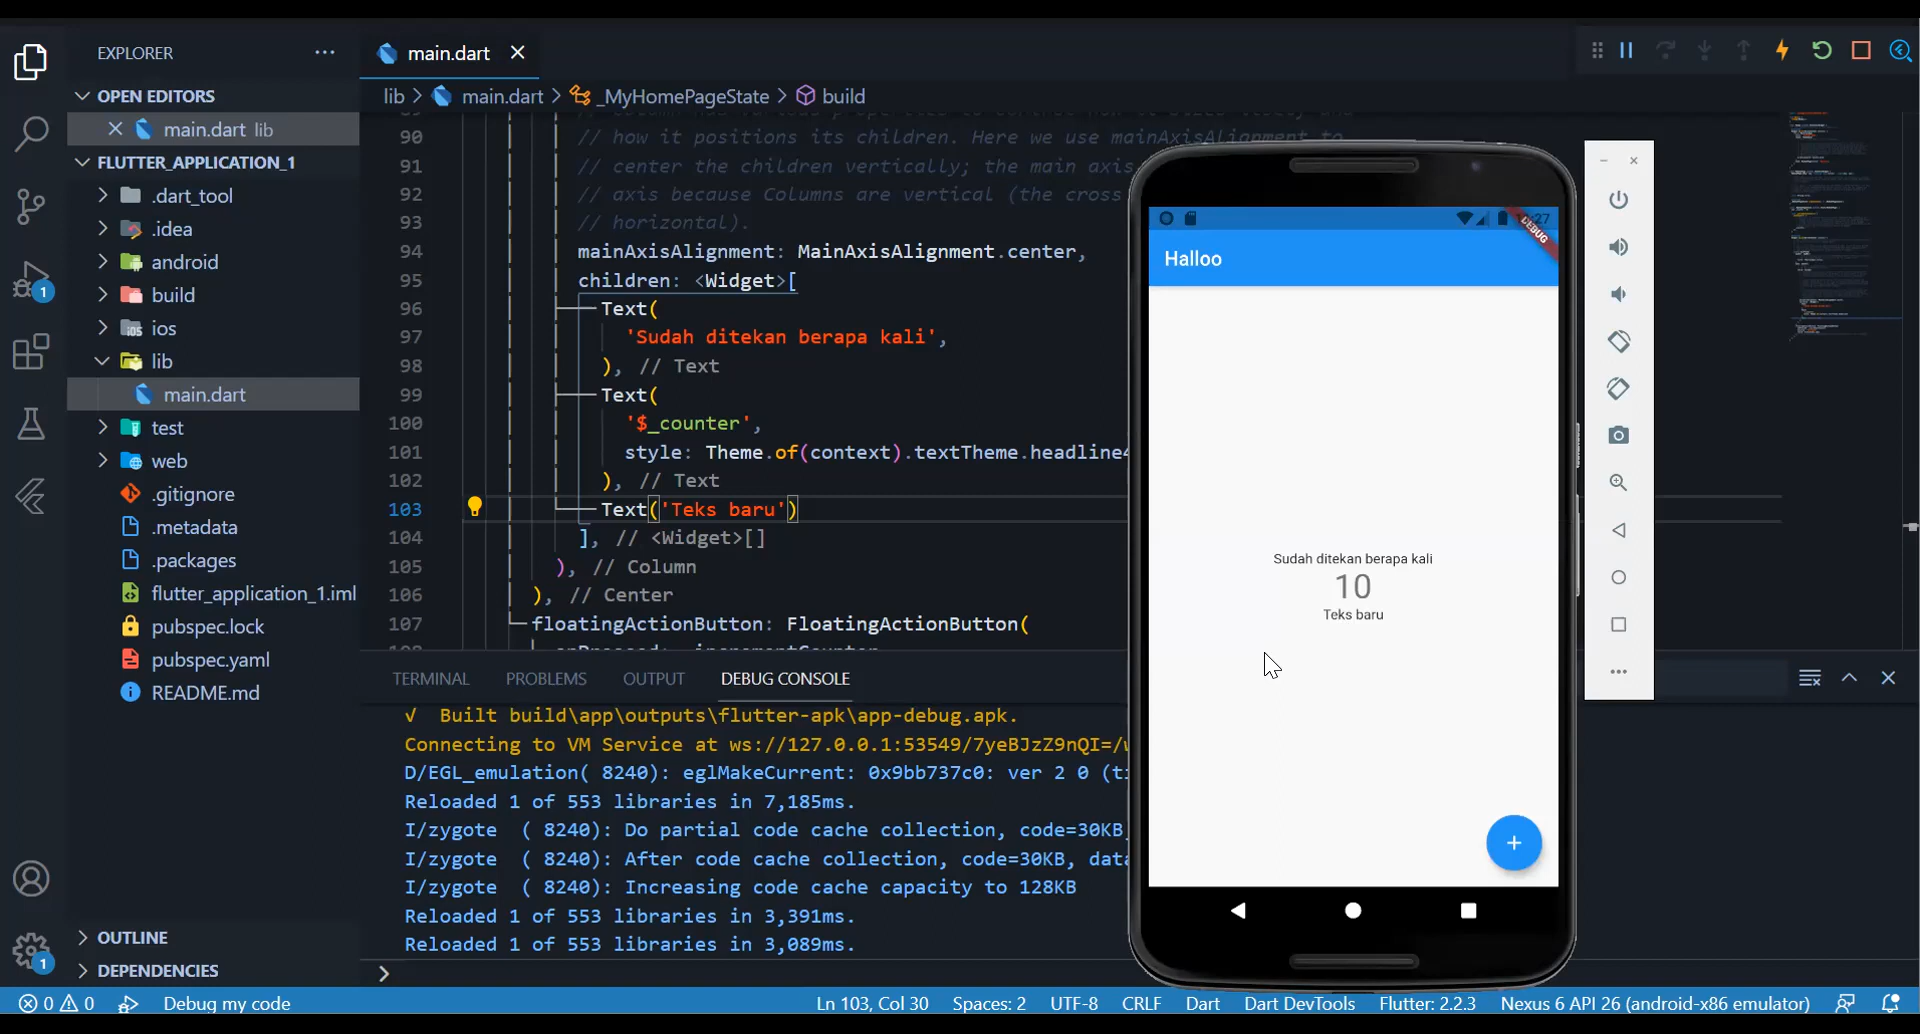 EXPLORER
main.dart
OPEN EDITORS
main.dart lib
FLUTTER_APPLICATION_1
.dart_tool
.idea
android
build
ios
lib
main.dart
test
web
.gitignore
.metadata
.packages
flutter_application_1.iml
pubspec.lock
pubspec.yaml
README.md
OUTLINE
DEPENDENCIES
1
1
lib > main.dart > _MyHomePageState > build
90 // how it positions its children. Here we use mainAxisAlignment to
91 // center the children vertically; the main axis
92 // axis because Columns are vertical (the cross
93 // horizontal).
94 mainAxisAlignment: MainAxisAlignment.center,
95 children: <Widget>[
96 Text(
97 'Sudah ditekan berapa kali',
98 ), // Text
99 Text(
100 '$_counter',
101 style: Theme.of(context).textTheme.headline4
102 ), // Text
103 Text('Teks baru')
104 ], // <Widget>[]
105 ), // Column
106 ), // Center
107 floatingActionButton: FloatingActionButton(
TERMINAL PROBLEMS OUTPUT DEBUG CONSOLE
√ Built build\app\outputs\flutter-apk\app-debug.apk.
Connecting to VM Service at ws://127.0.0.1:53549/7yeBJzZ9nQI=/w
D/EGL_emulation( 8240): eglMakeCurrent: 0x9bb737c0: ver 2 0 (ti
Reloaded 1 of 553 libraries in 7,185ms.
I/zygote ( 8240): Do partial code cache collection, code=30KB,
I/zygote ( 8240): After code cache collection, code=30KB, data
I/zygote ( 8240): Increasing code cache capacity to 128KB
Reloaded 1 of 553 libraries in 3,391ms.
Reloaded 1 of 553 libraries in 3,089ms.
DEBUG
Halloo
Sudah ditekan berapa kali
10
Teks baru
0 0 Debug my code Ln 103, Col 30 Spaces: 2 UTF-8 CRLF Dart Dart DevTools Flutter: 2.2.3 Nexus 6 API 26 (android-x86 emulator)